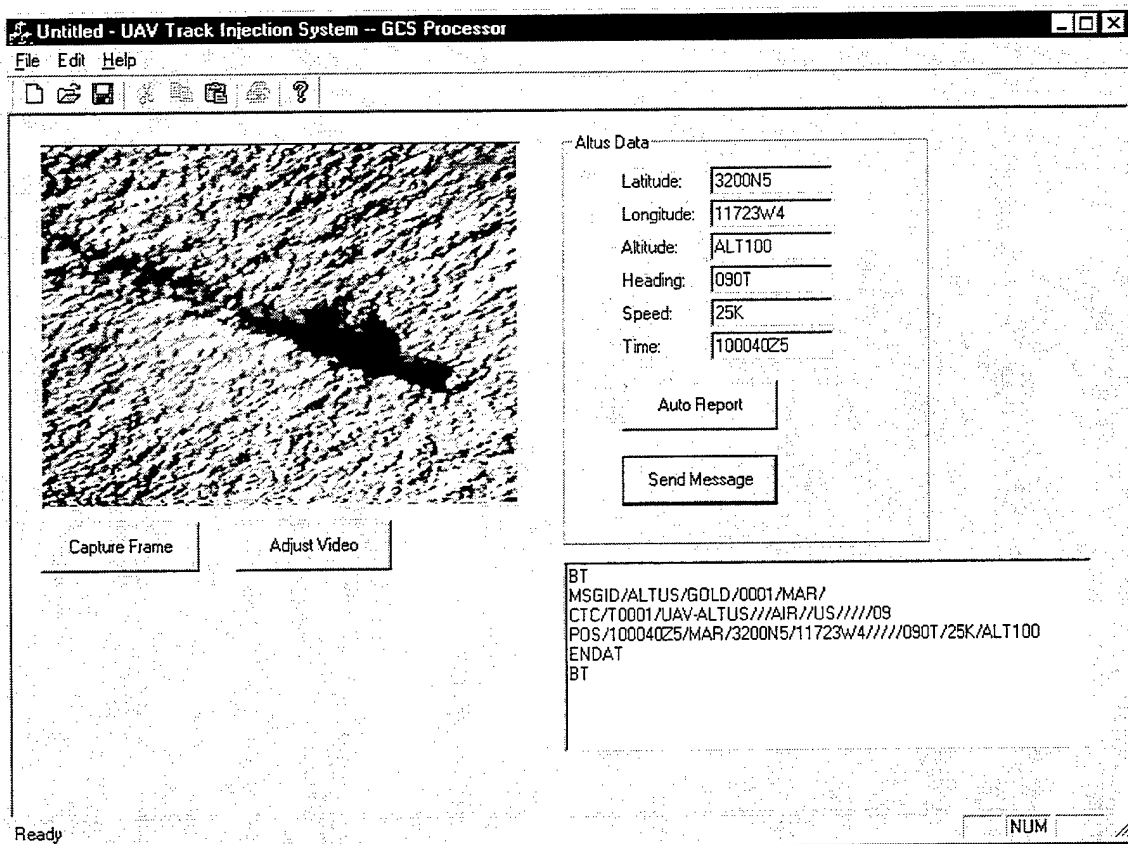 Untitled - UAV Track Injection System -- GCS Processor
File Edit Help
Altus Data
Latitude: 3200N5
Longitude: 11723W4
Altitude: ALT100
Heading: 090T
Speed: 25K
Time: 100040Z5
Auto Report
Send Message
Capture Frame Adjust Video
BT
MSGID/ALTUS/GOLD/0001/MAR/
CTC/T0001/UAV-ALTUS///AIR//US/////09
POS/100040Z5/MAR/3200N5/11723W4/////090T/25K/ALT100
ENDAT
BT
Ready NUM